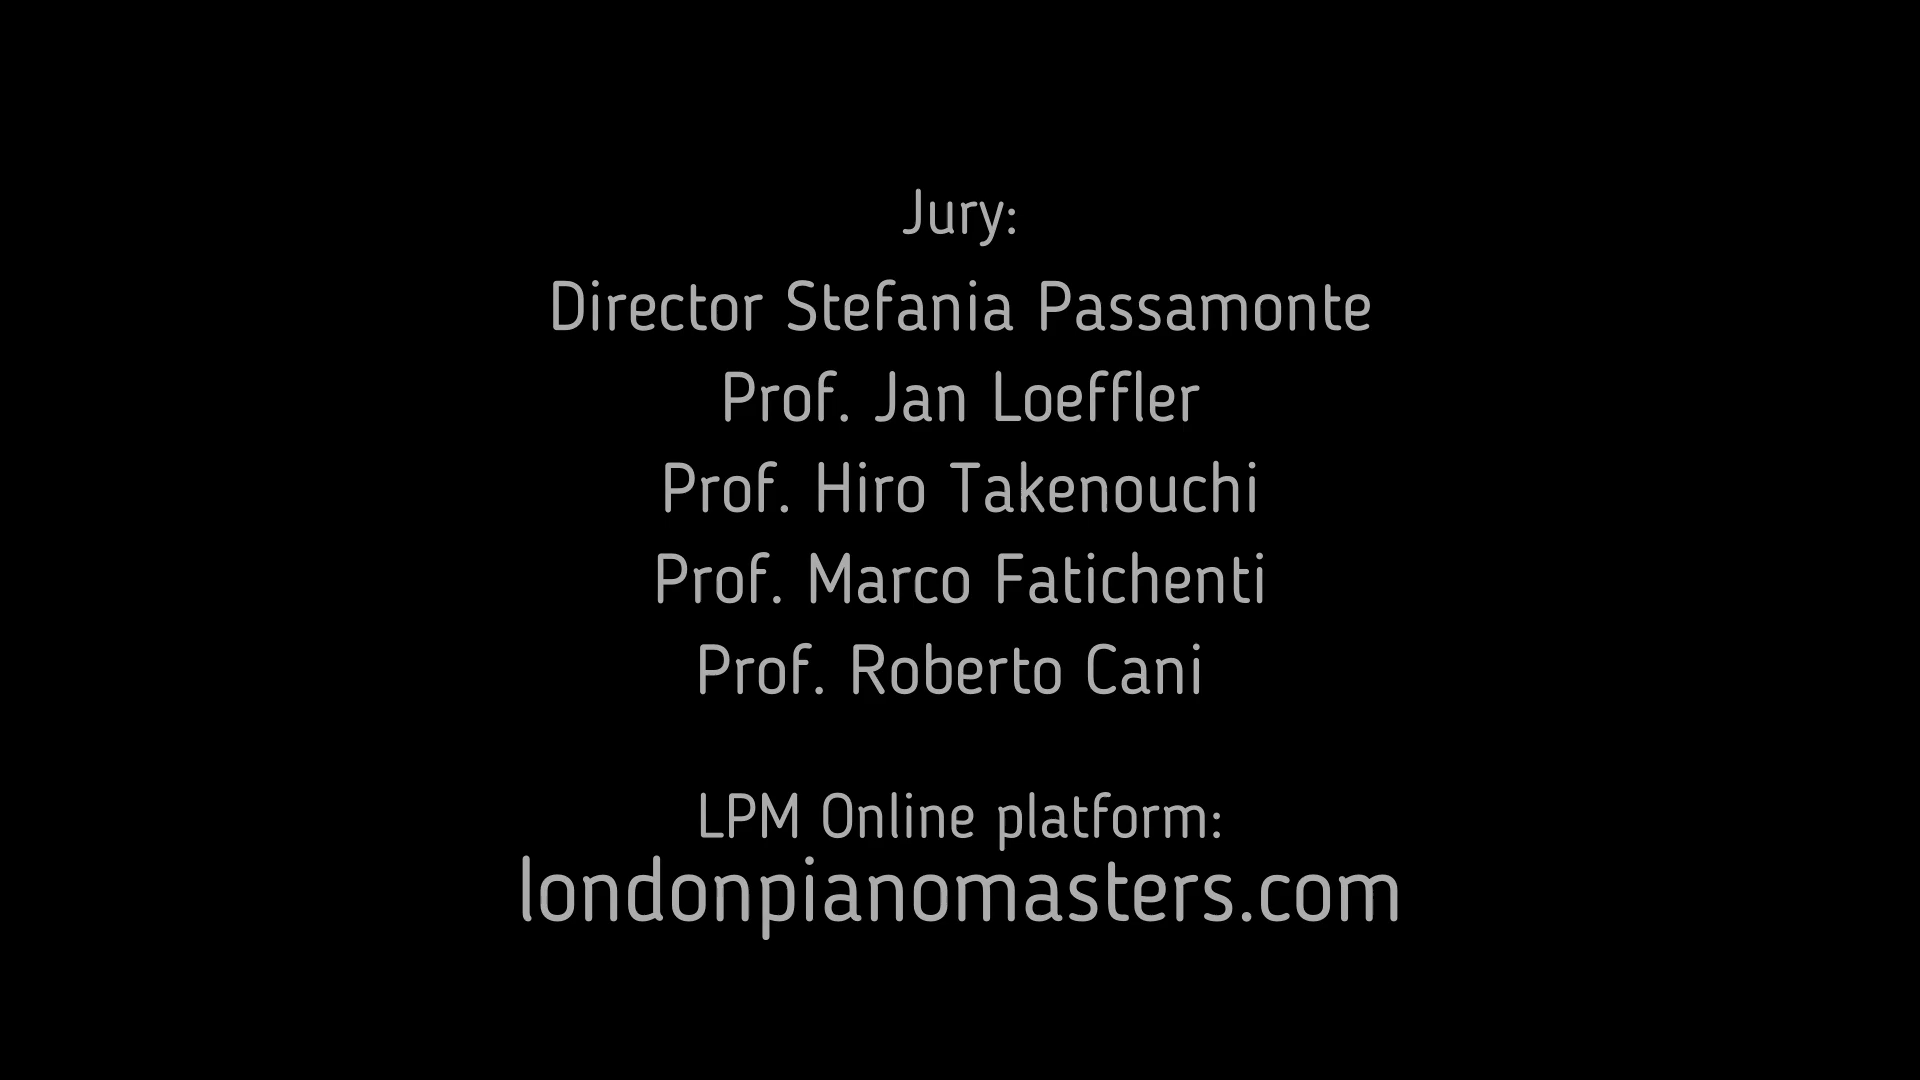 Jury:
Director Stefania Passamonte
Prof. Jan Loeffler
Prof. Hiro Takenouchi
Prof. Marco Fatichenti
Prof. Roberto Cani
LPM Online platform:
londonpianomasters.com